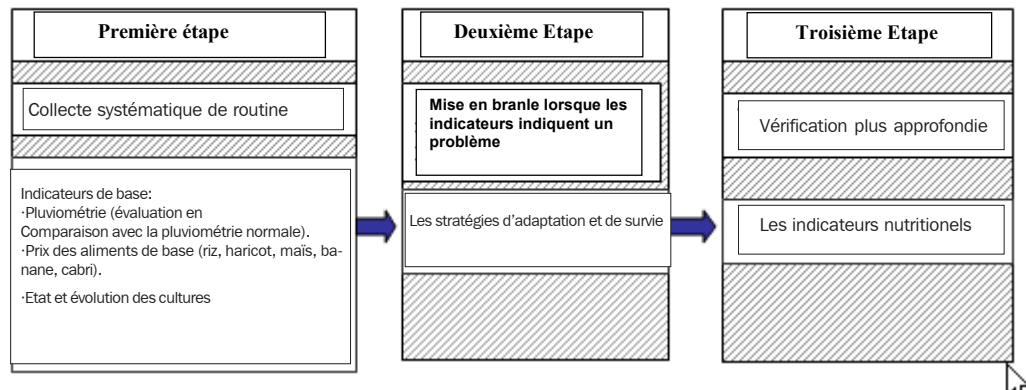 Première étape
Collecte systématique de routine
Indicateurs de base:
·Pluviométrie (évaluation en
Comparaison avec la pluviométrie normale).
·Prix des aliments de base (riz, haricot, maïs, ba-
nane, cabri).
·Etat et évolution des cultures
Deuxième Etape
Mise en branle lorsque les
indicateurs indiquent un
problème
Les stratégies d'adaptation et de survie
Troisième Etape
Vérification plus approfondie
Les indicateurs nutritionels